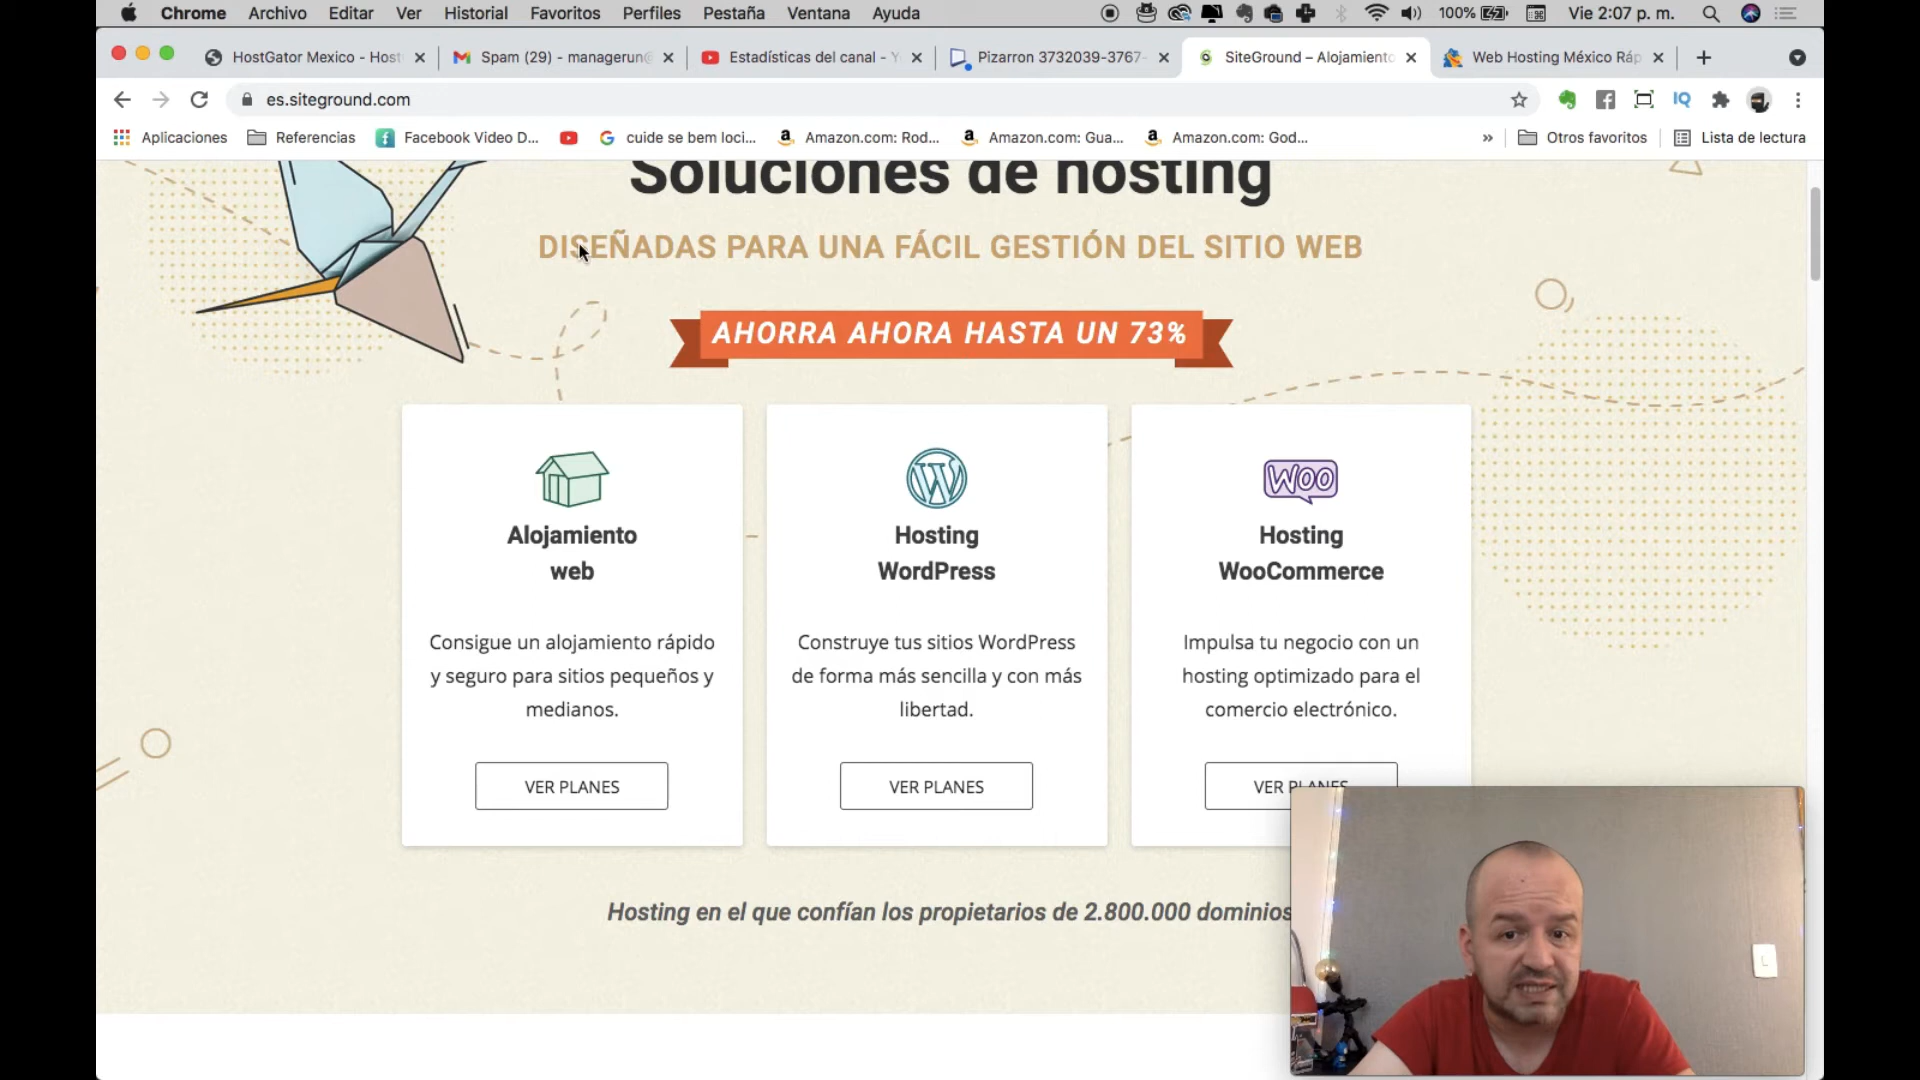 Chrome Archivo Editar Ver Historial Favoritos Perfiles Pestaña Ventana Ayuda 100% Vie 2:07 p. m.
HostGator Mexico - Host Spam (29) - managerun@ Estadísticas del canal - Y Pizarron 3732039-3767- SiteGround – Alojamiento Web Hosting México Ráp
es.siteground.com IQ
Aplicaciones Referencias Facebook Video D... cuide se bem loci... Amazon.com: Rod... Amazon.com: Gua... Amazon.com: God... » Otros favoritos Lista de lectura
Soluciones de hosting
DISEÑADAS PARA UNA FÁCIL GESTIÓN DEL SITIO WEB
AHORRA AHORA HASTA UN 73%
Alojamiento
web
Consigue un alojamiento rápido
y seguro para sitios pequeños y
medianos.
VER PLANES
Hosting
WordPress
Construye tus sitios WordPress
de forma más sencilla y con más
libertad.
VER PLANES
WOO
Hosting
WooCommerce
Impulsa tu negocio con un
hosting optimizado para el
comercio electrónico.
VER PLANES
Hosting en el que confían los propietarios de 2.800.000 dominios